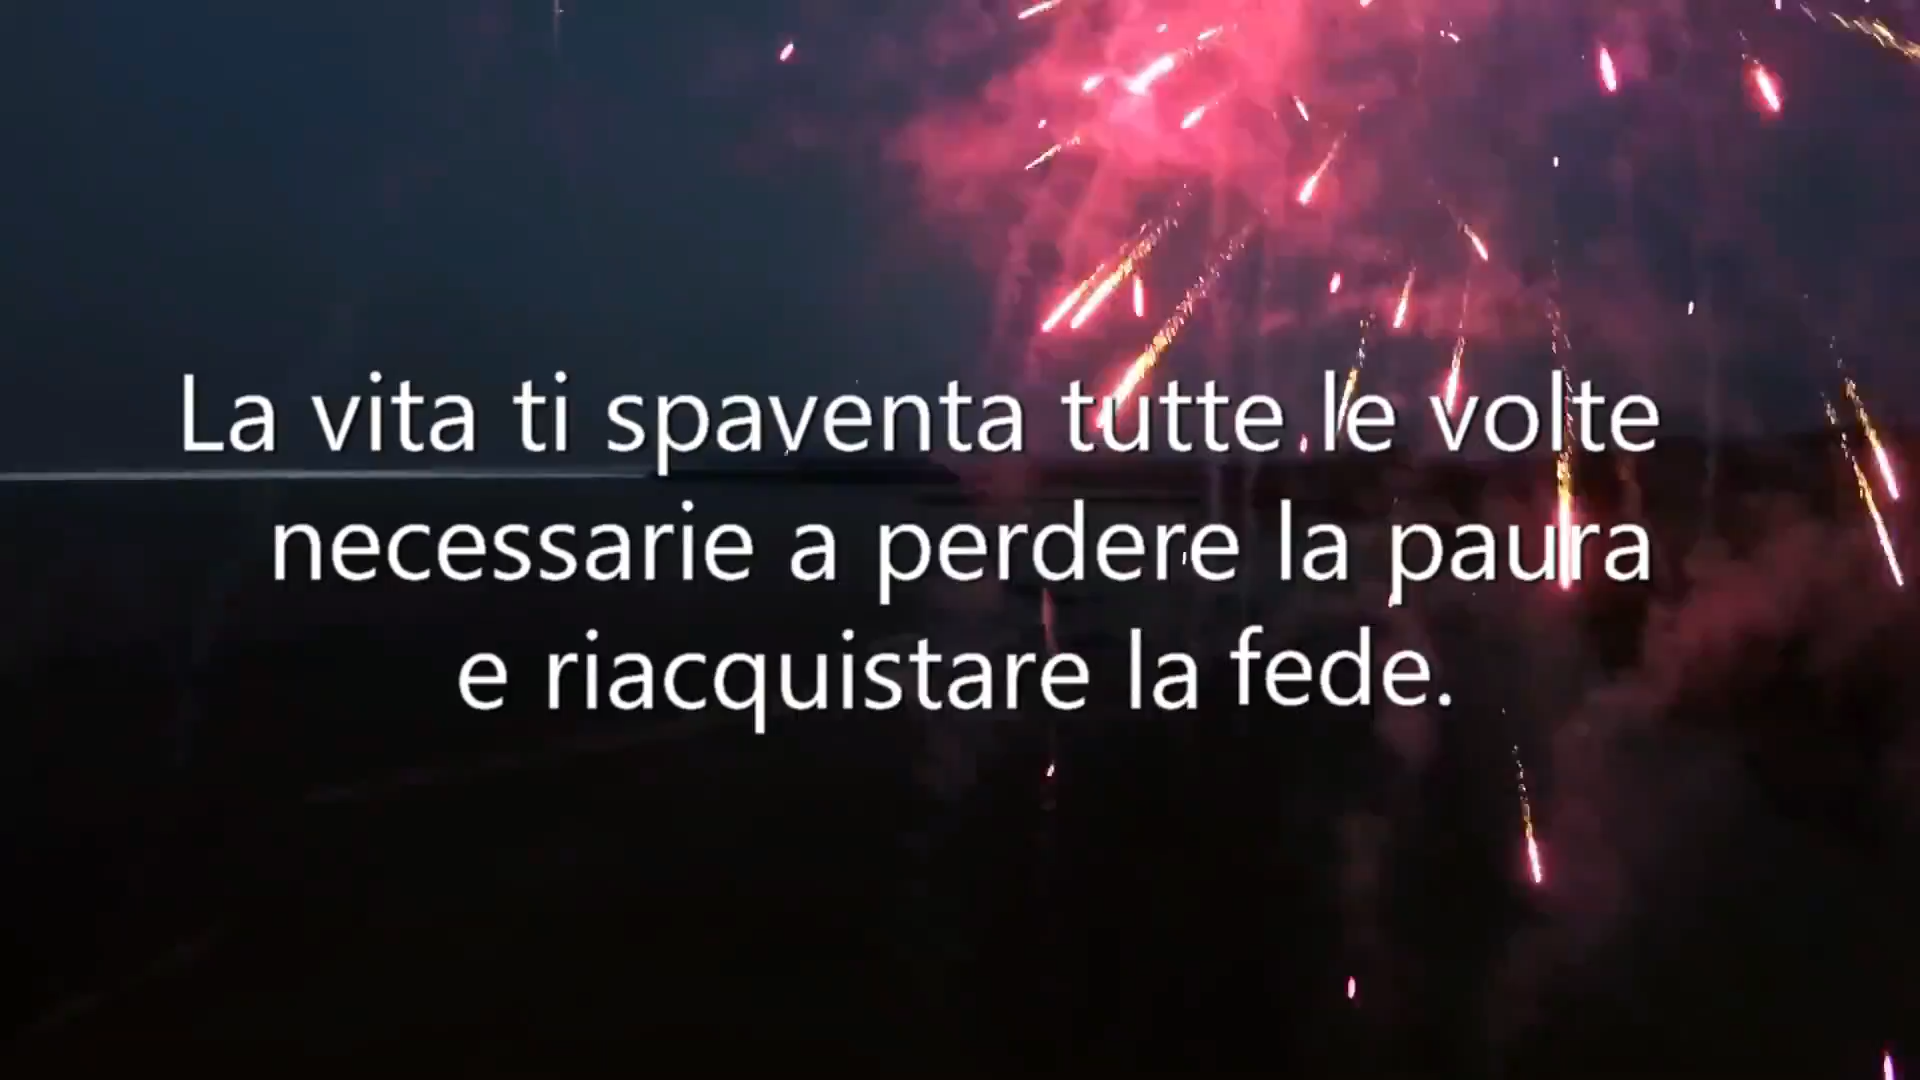 La vita ti spaventa tutte le volte
necessarie a perdere la paura
e riacquistare la fede.